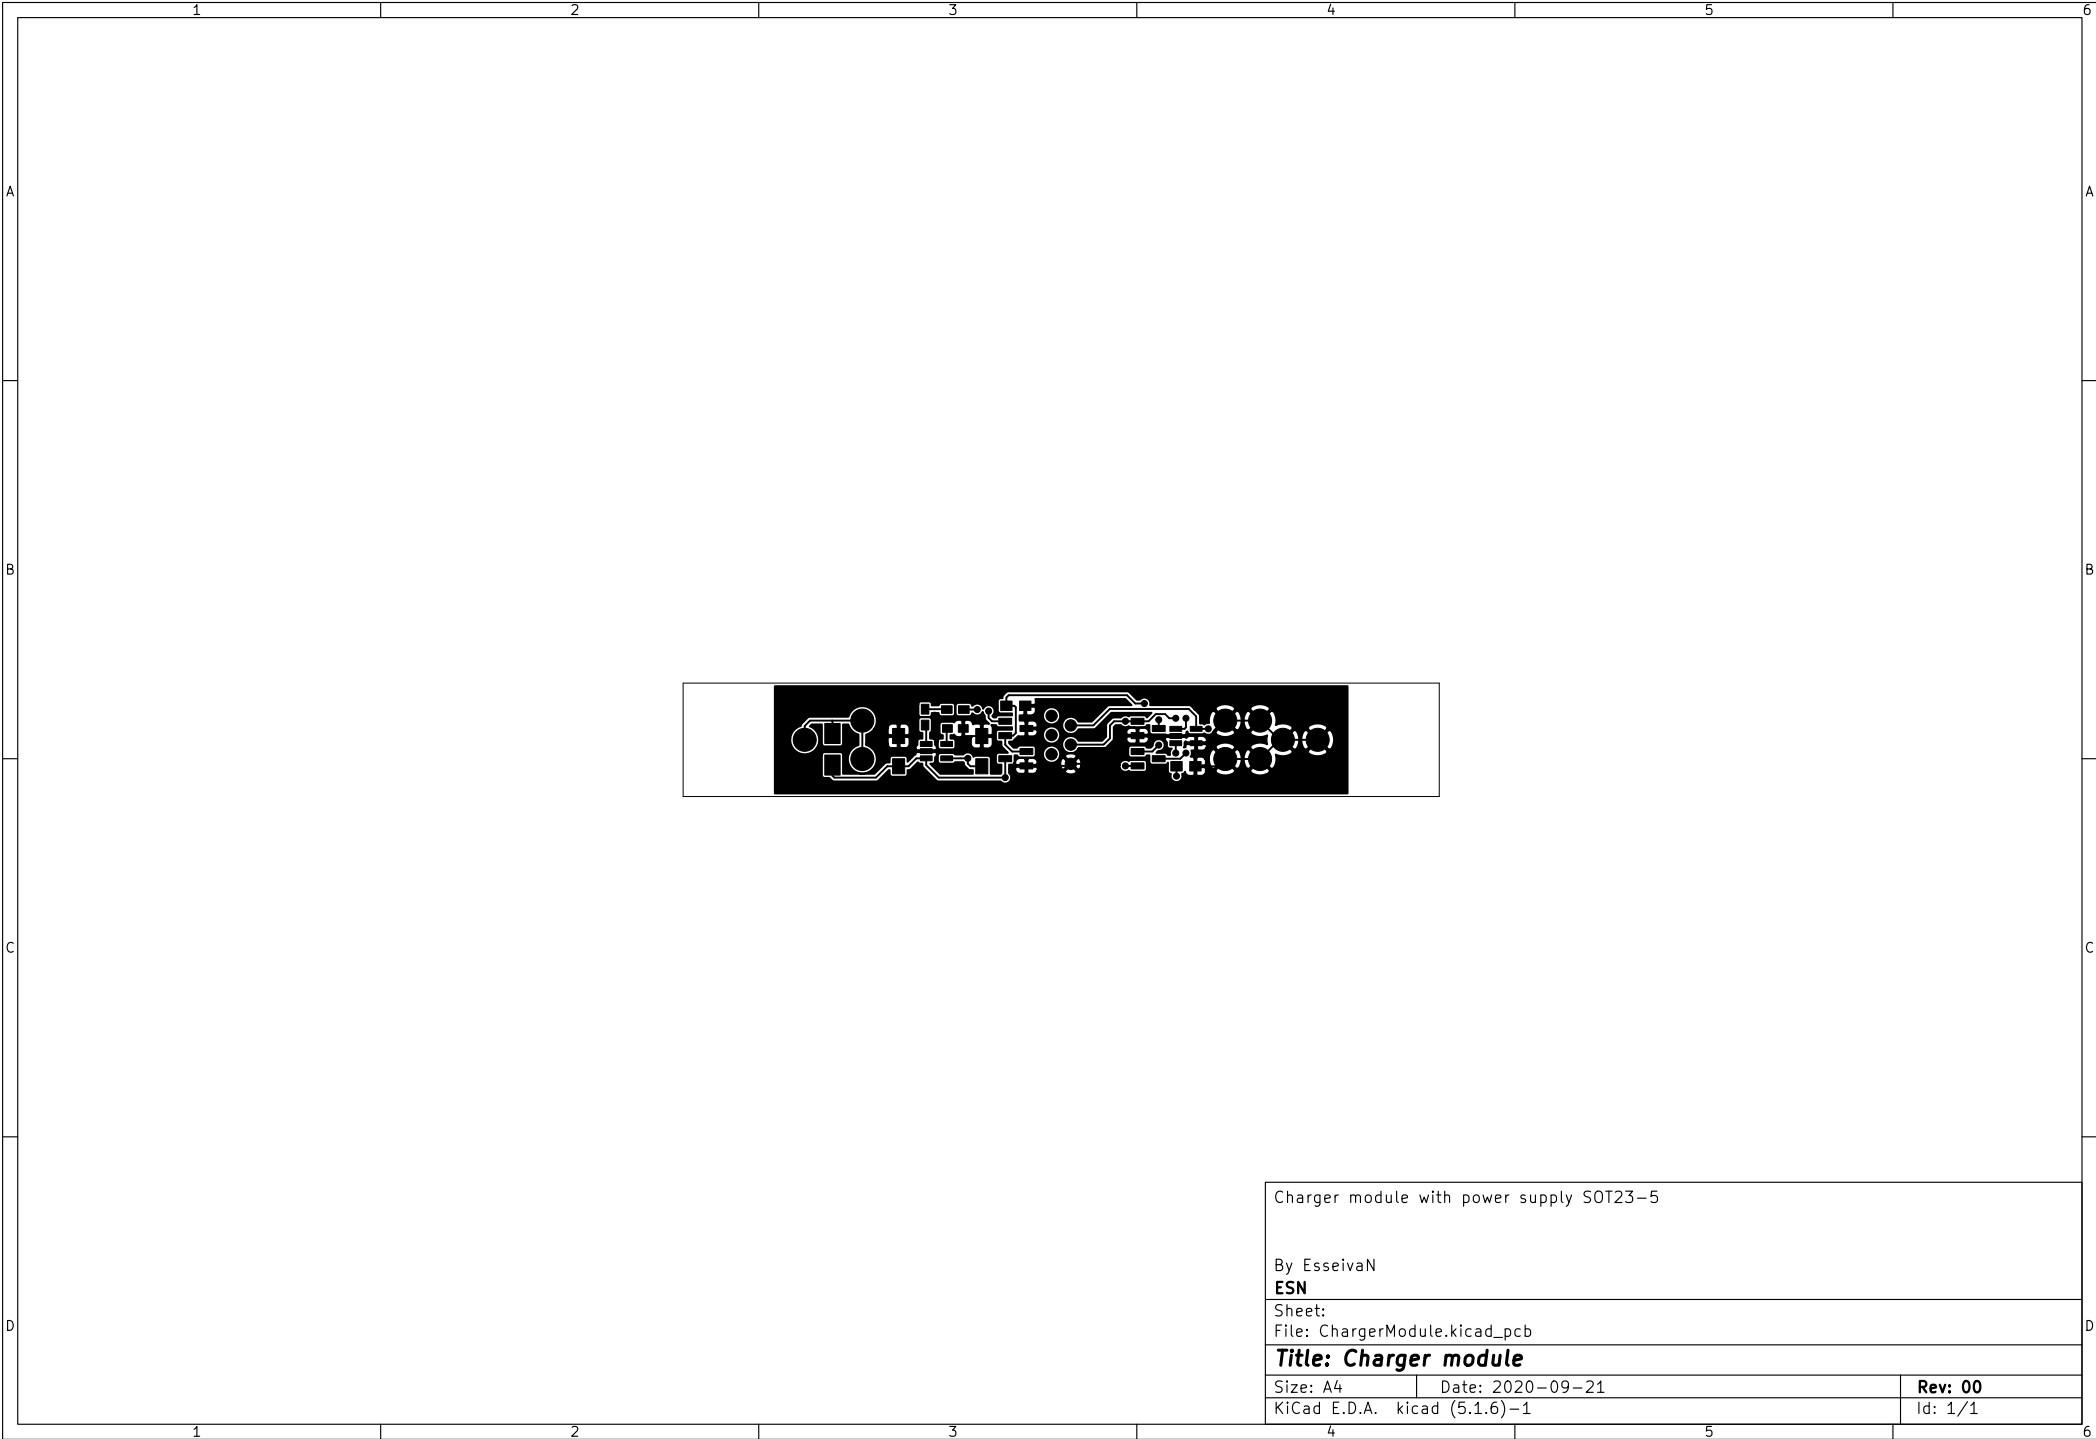 1 2 3 4 5 6
A A
B B
C C
D D
Charger module with power supply SOT23-5
By EsseivaN
ESN
Sheet:
File: ChargerModule.kicad_pcb
Title: Charger module
Size: A4 Date: 2020-09-21 Rev: 00
KiCad E.D.A. kicad (5.1.6)-1 Id: 1/1
1 2 3 4 5 6